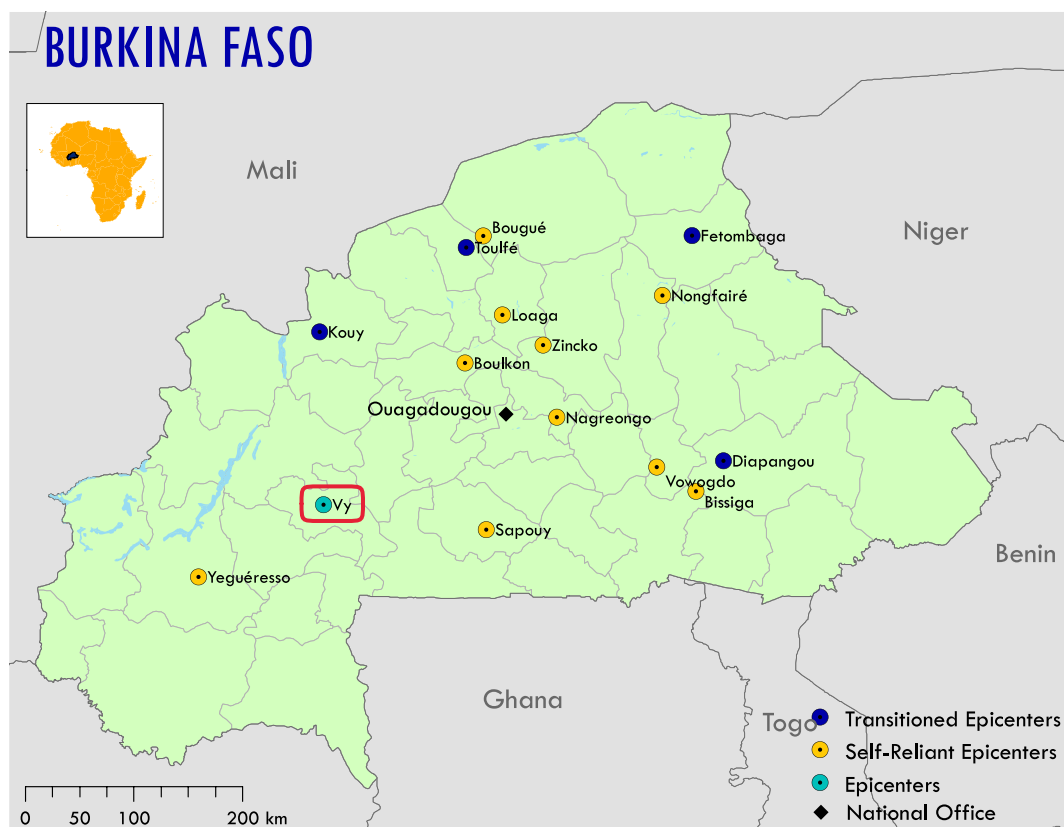 BURKINA FASO
Mali
Niger
Bougué
Toulfé
Fetombaga
Nongfairé
Loaga
Kouy
Zincko
Boulkon
Ouagadougou
Nagreongo
Diapangou
Vowogdo
Bissiga
Vy
Sapouy
Benin
Yeguéresso
Ghana
Togo
Transitioned Epicenters
Self-Reliant Epicenters
Epicenters
National Office
0 50 100 200 km